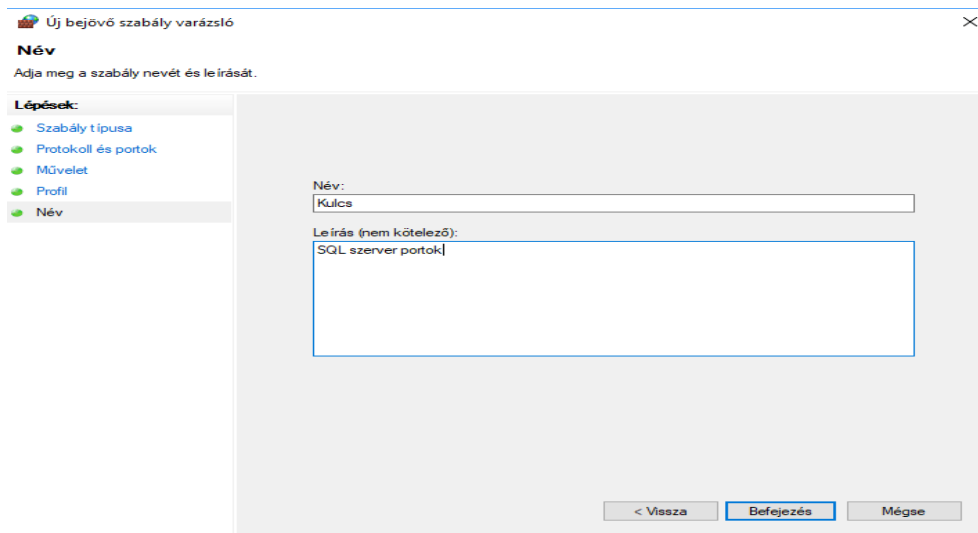 Új bejövő szabály varázsló
Név
Adja meg a szabály nevét és leírását.
Lépések:
Szabály típusa
Protokoll és portok
Művelet
Profil
Név
Név:
Kulcs
Leírás (nem kötelező):
SQL szerver portok
< Vissza
Befejezés
Mégse